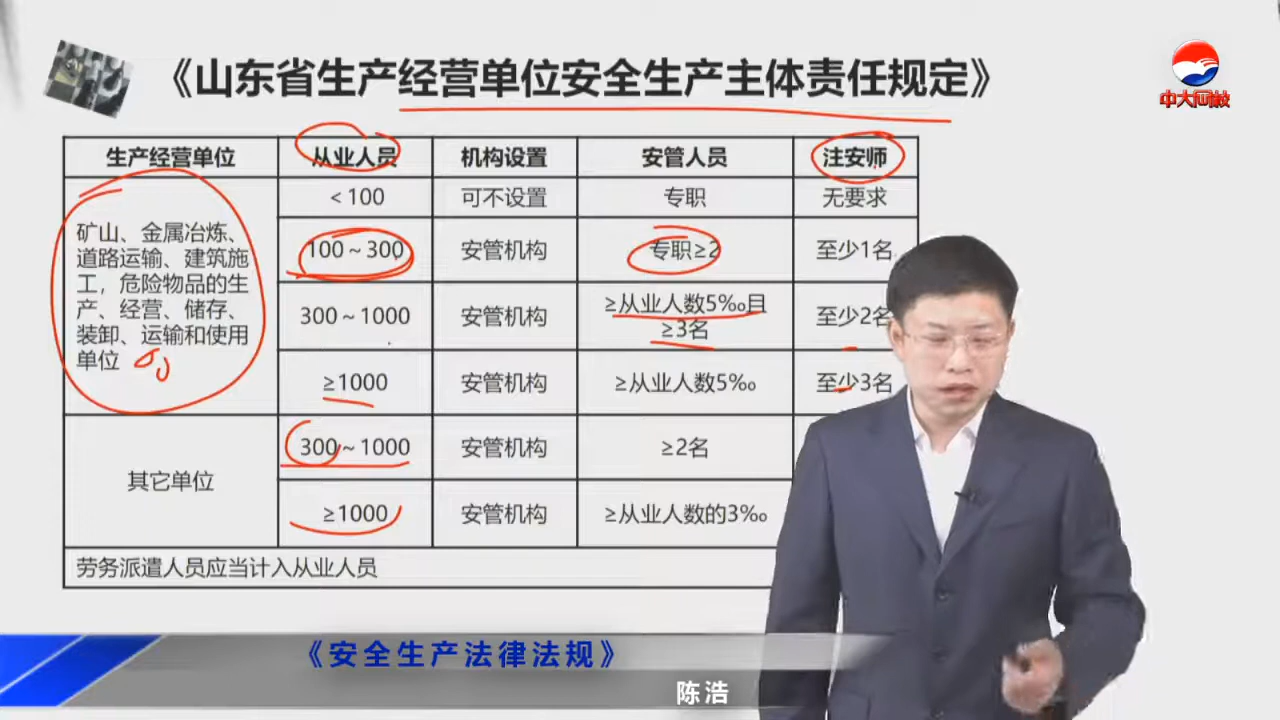 《山东省生产经营单位安全生产主体责任规定》
中大网校
生产经营单位 从业人员 机构设置 安管人员 注安师
<100 可不设置 专职 无要求
矿山、金属冶炼、
道路运输、建筑施
工，危险物品的生
产、经营、储存、
装卸、运输和使用
单位
100~300 安管机构 专职≥2 至少1名
300~1000 安管机构 ≥从业人数5‰且
≥3名 至少2名
≥1000 安管机构 ≥从业人数5‰ 至少3名
其它单位
300~1000 安管机构 ≥2名
≥1000 安管机构 ≥从业人数的3‰
劳务派遣人员应当计入从业人员
《安全生产法律法规》
陈浩